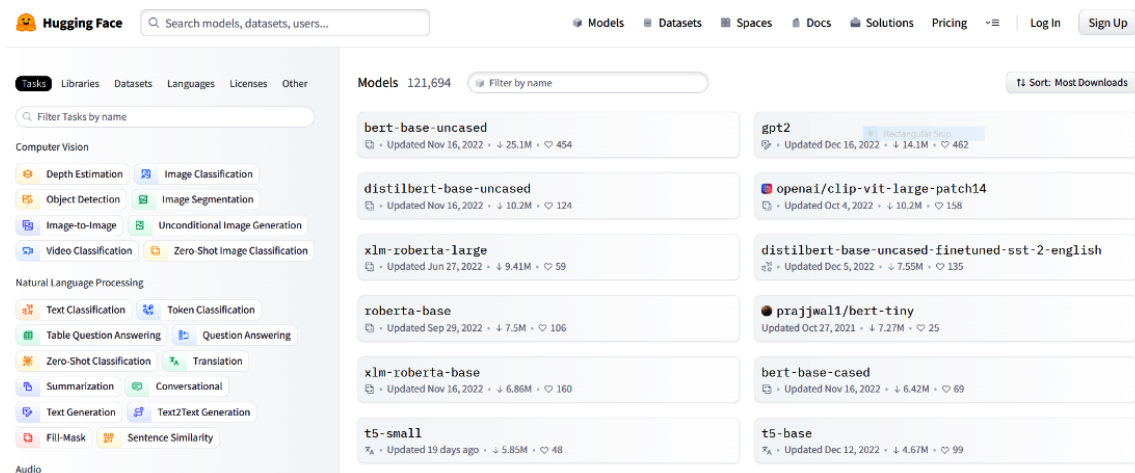 Hugging Face
Search models, datasets, users...
Models
Datasets
Spaces
Docs
Solutions
Pricing
Log In
Sign Up
Tasks
Libraries
Datasets
Languages
Licenses
Other
Filter Tasks by name
Computer Vision
Depth Estimation
Image Classification
Object Detection
Image Segmentation
Image-to-Image
Unconditional Image Generation
Video Classification
Zero-Shot Image Classification
Natural Language Processing
Text Classification
Token Classification
Table Question Answering
Question Answering
Zero-Shot Classification
Translation
Summarization
Conversational
Text Generation
Text2Text Generation
Fill-Mask
Sentence Similarity
Audio
Models 121,694
Filter by name
↑↓ Sort: Most Downloads
bert-base-uncased
• Updated Nov 16, 2022 • ↓ 25.1M • ♡ 454
gpt2
• Updated Dec 16, 2022 • ↓ 14.1M • ♡ 462
Rectangular Snip
distilbert-base-uncased
• Updated Nov 16, 2022 • ↓ 10.2M • ♡ 124
openai/clip-vit-large-patch14
• Updated Oct 4, 2022 • ↓ 10.2M • ♡ 158
xlm-roberta-large
• Updated Jun 27, 2022 • ↓ 9.41M • ♡ 59
distilbert-base-uncased-finetuned-sst-2-english
• Updated Dec 5, 2022 • ↓ 7.55M • ♡ 135
roberta-base
• Updated Sep 29, 2022 • ↓ 7.5M • ♡ 106
prajjwal1/bert-tiny
Updated Oct 27, 2021 • ↓ 7.27M • ♡ 25
xlm-roberta-base
• Updated Nov 16, 2022 • ↓ 6.86M • ♡ 160
bert-base-cased
• Updated Nov 16, 2022 • ↓ 6.42M • ♡ 69
t5-small
• Updated 19 days ago • ↓ 5.85M • ♡ 48
t5-base
• Updated Dec 12, 2022 • ↓ 4.67M • ♡ 99